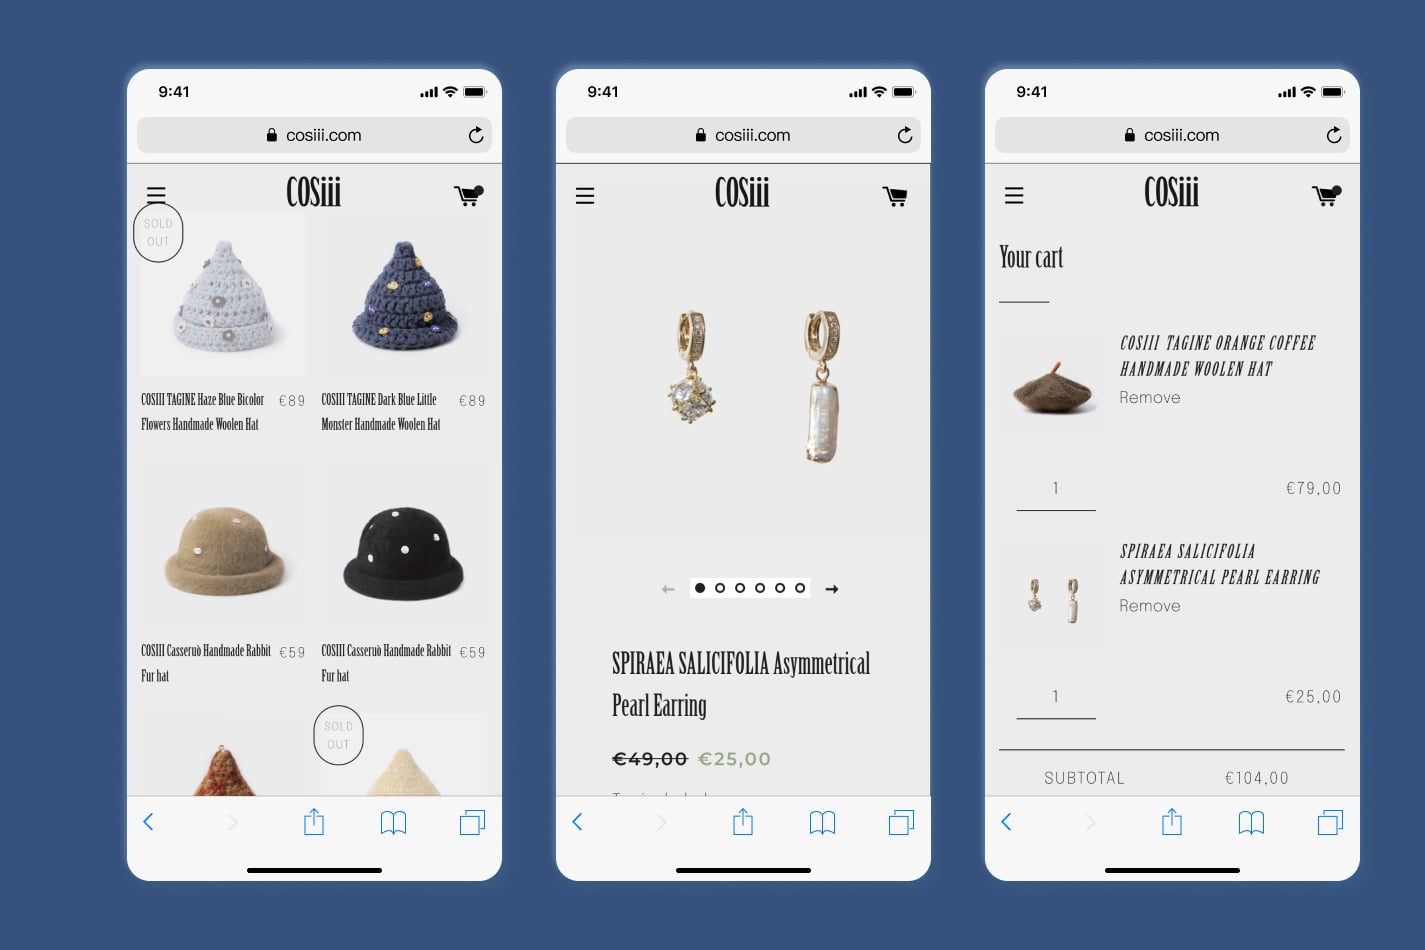 9:41
cosiii.com
COSiii
SOLD
OUT
COSIII TAGINE Haze Blue Bicolor
Flowers Handmade Woolen Hat
€89
COSIII TAGINE Dark Blue Little
Monster Handmade Woolen Hat
€89
COSIII Casseruò Handmade Rabbit
Fur hat
€59
COSIII Casseruò Handmade Rabbit
Fur hat
€59
SOLD
OUT
9:41
cosiii.com
COSiii
SPIRAEA SALICIFOLIA Asymmetrical
Pearl Earring
€49,00 €25,00
9:41
cosiii.com
COSiii
Your cart
COSIII TAGINE ORANGE COFFEE
HANDMADE WOOLEN HAT
Remove
1
€79,00
SPIRAEA SALICIFOLIA
ASYMMETRICAL PEARL EARRING
Remove
1
€25,00
SUBTOTAL
€104,00